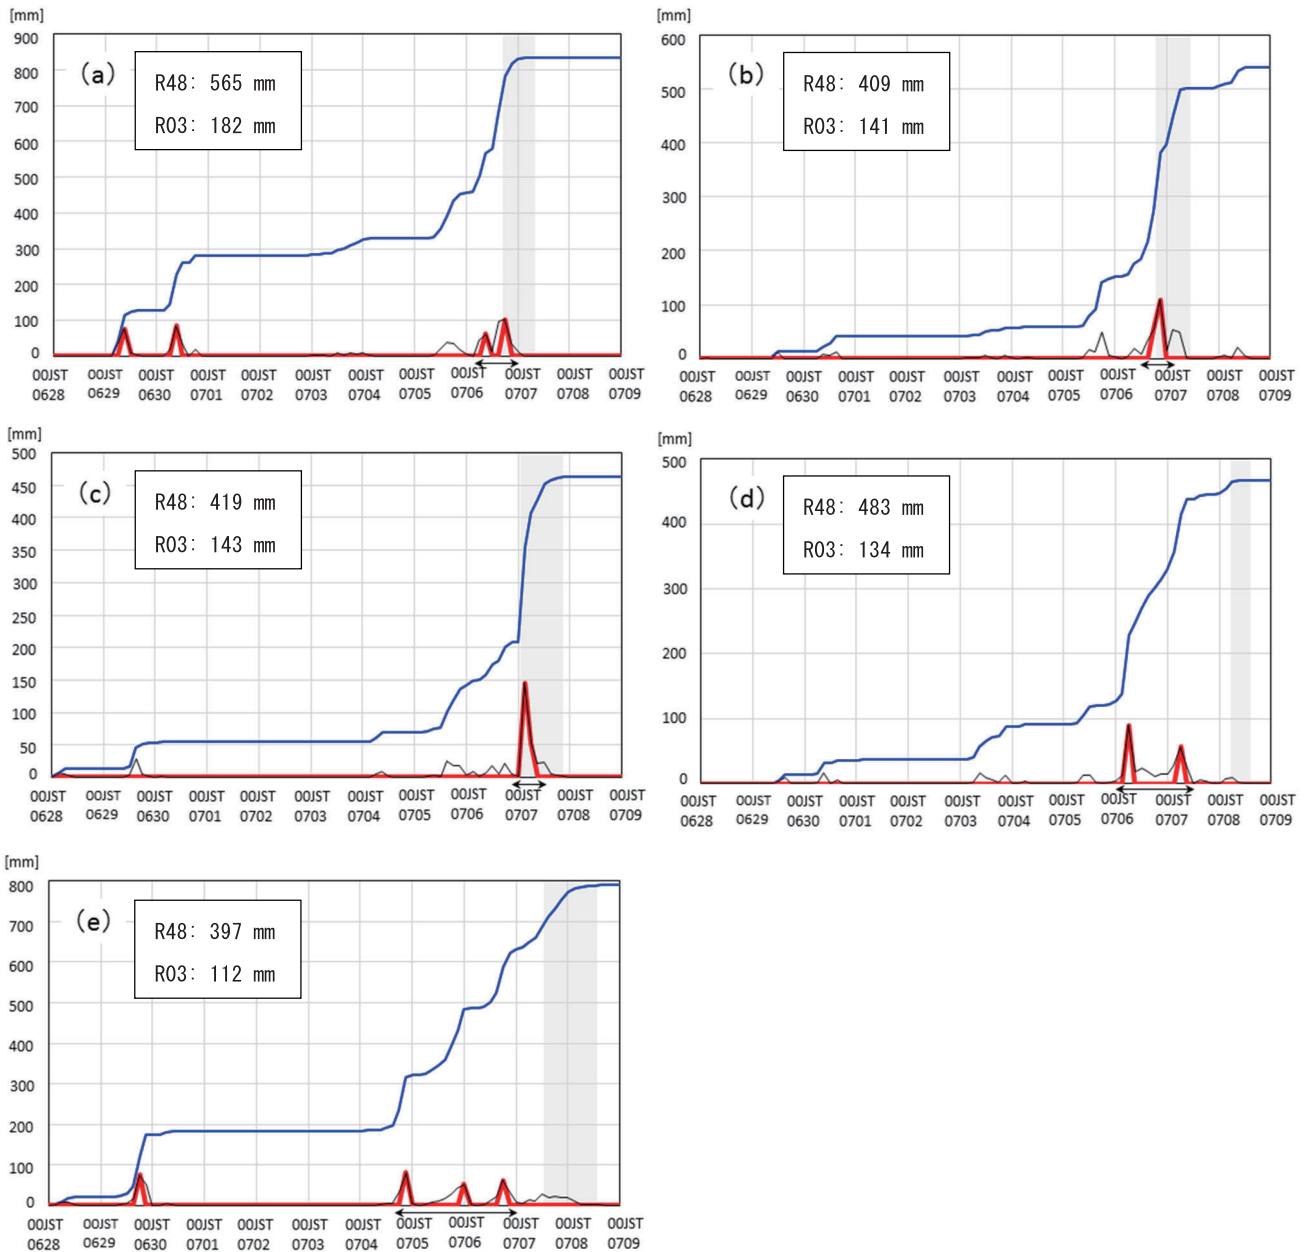 [mm]
900
800
700
600
500
400
300
200
100
0
(a)
R48: 565 mm
R03: 182 mm
00JST 00JST 00JST 00JST 00JST 00JST 00JST 00JST 00JST 00JST 00JST 00JST
0628 0629 0630 0701 0702 0703 0704 0705 0706 0707 0708 0709
[mm]
600
500
400
300
200
100
0
(b)
R48: 409 mm
R03: 141 mm
00JST 00JST 00JST 00JST 00JST 00JST 00JST 00JST 00JST 00JST 00JST 00JST
0628 0629 0630 0701 0702 0703 0704 0705 0706 0707 0708 0709
[mm]
500
450
400
350
300
250
200
150
100
50
0
(c)
R48: 419 mm
R03: 143 mm
00JST 00JST 00JST 00JST 00JST 00JST 00JST 00JST 00JST 00JST 00JST 00JST
0628 0629 0630 0701 0702 0703 0704 0705 0706 0707 0708 0709
[mm]
500
400
300
200
100
0
(d)
R48: 483 mm
R03: 134 mm
00JST 00JST 00JST 00JST 00JST 00JST 00JST 00JST 00JST 00JST 00JST 00JST
0628 0629 0630 0701 0702 0703 0704 0705 0706 0707 0708 0709
[mm]
800
700
600
500
400
300
200
100
0
(e)
R48: 397 mm
R03: 112 mm
00JST 00JST 00JST 00JST 00JST 00JST 00JST 00JST 00JST 00JST 00JST 00JST
0628 0629 0630 0701 0702 0703 0704 0705 0706 0707 0708 0709